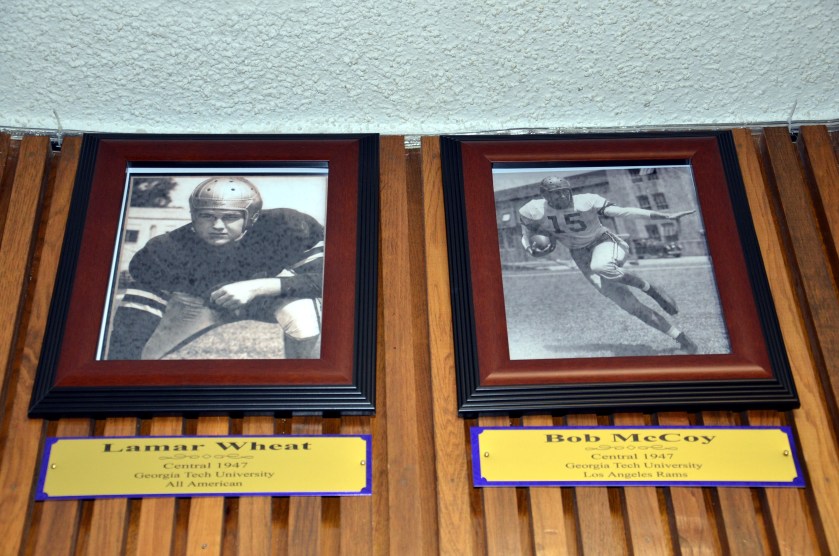 15
Lamar Wheat
Central 1947
Georgia Tech University
All American
Bob McCoy
Central 1947
Georgia Tech University
Los Angeles Rams